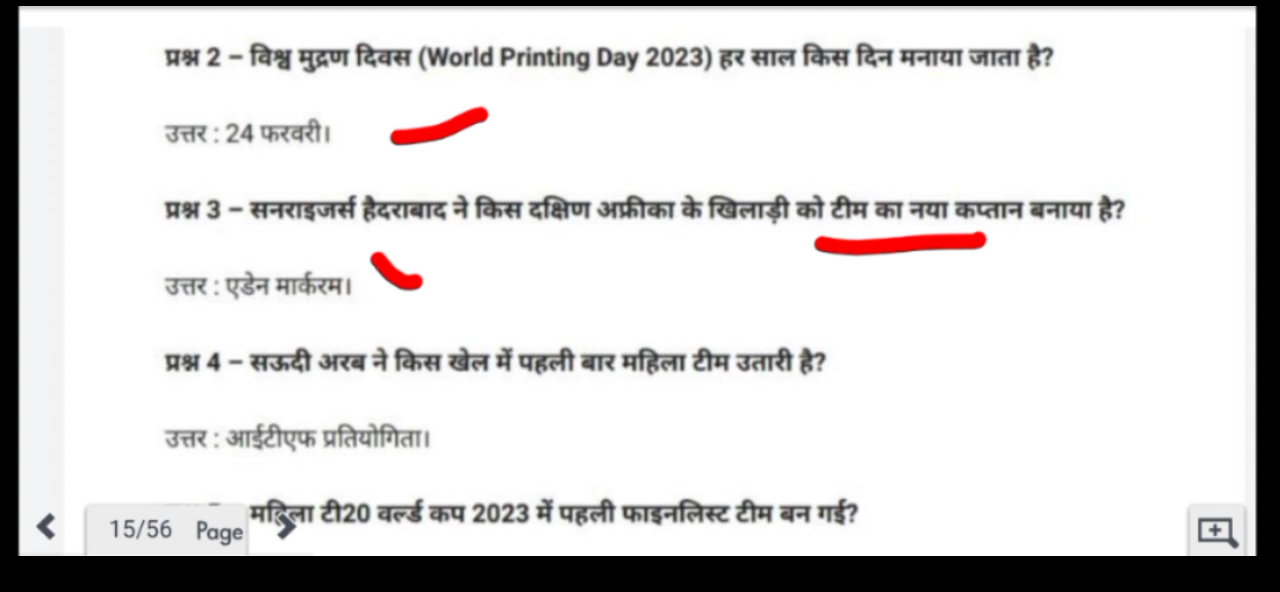 प्रश्न 2 – विश्व मुद्रण दिवस (World Printing Day 2023) हर साल किस दिन मनाया जाता है?
उत्तर : 24 फरवरी।
प्रश्न 3 – सनराइजर्स हैदराबाद ने किस दक्षिण अफ्रीका के खिलाड़ी को टीम का नया कप्तान बनाया है?
उत्तर : एडेन मार्करम।
प्रश्न 4 – सऊदी अरब ने किस खेल में पहली बार महिला टीम उतारी है?
उत्तर : आईटीएफ प्रतियोगिता।
महिला टी20 वर्ल्ड कप 2023 में पहली फाइनलिस्ट टीम बन गई?
15/56 Page